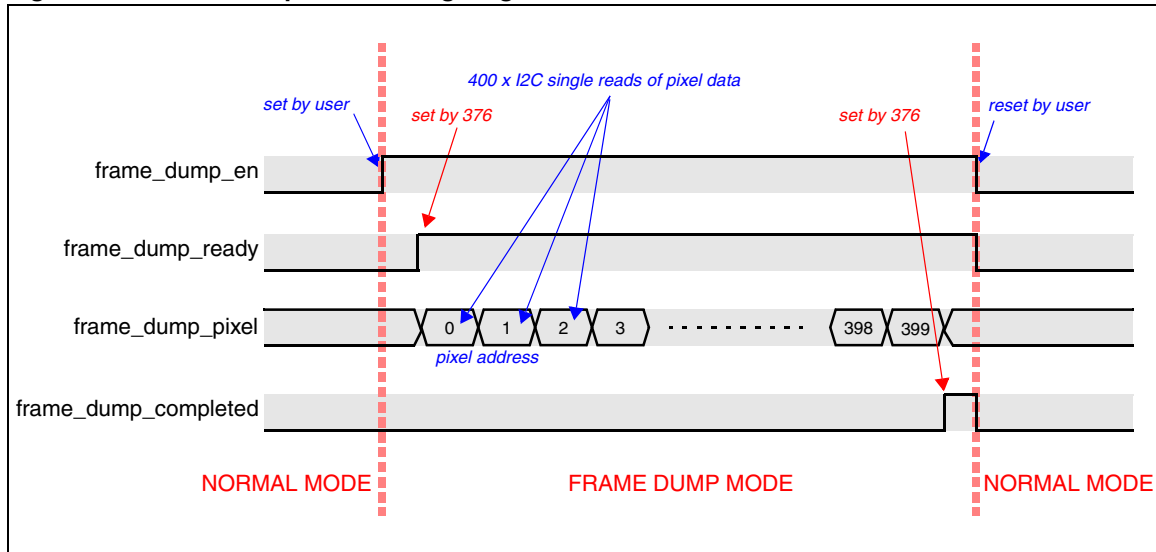 400 x I2C single reads of pixel data
set by user
set by 376
set by 376
reset by user
frame_dump_en
frame_dump_ready
frame_dump_pixel
0 1 2 3 398 399
pixel address
frame_dump_completed
NORMAL MODE FRAME DUMP MODE NORMAL MODE